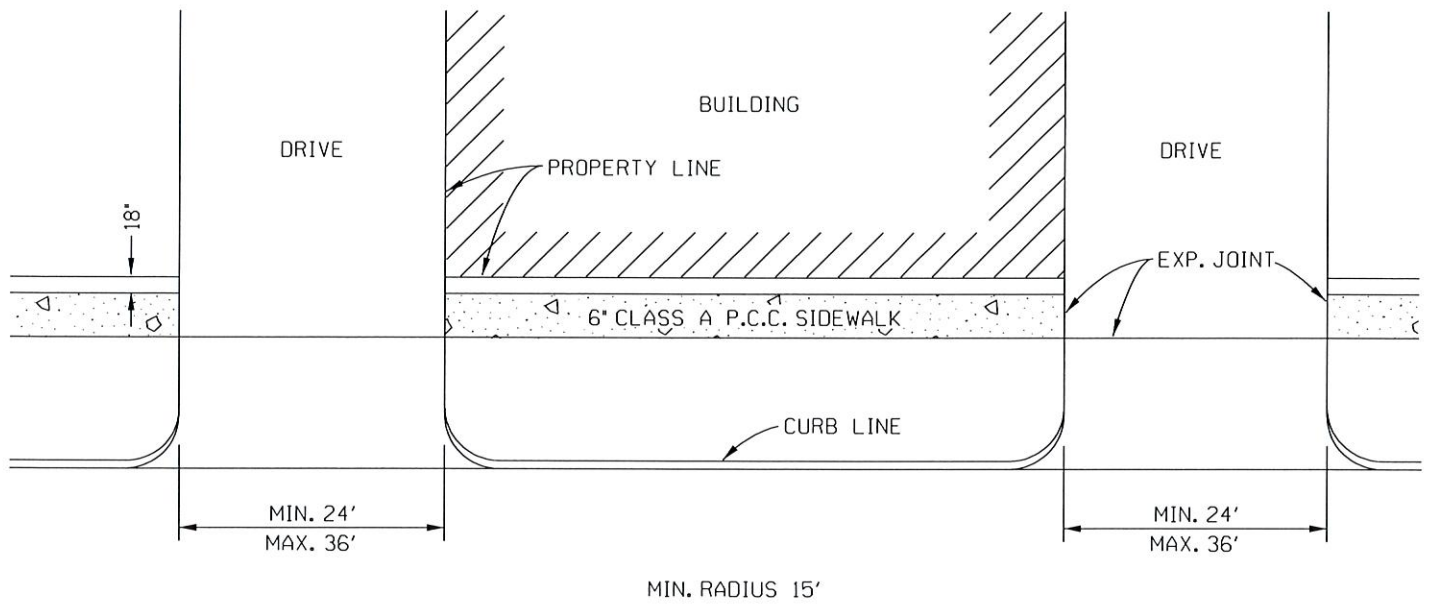 BUILDING
DRIVE
DRIVE
PROPERTY LINE
18"
EXP. JOINT
6" CLASS A P.C.C. SIDEWALK
CURB LINE
MIN. 24'
MAX. 36'
MIN. 24'
MAX. 36'
MIN. RADIUS 15'